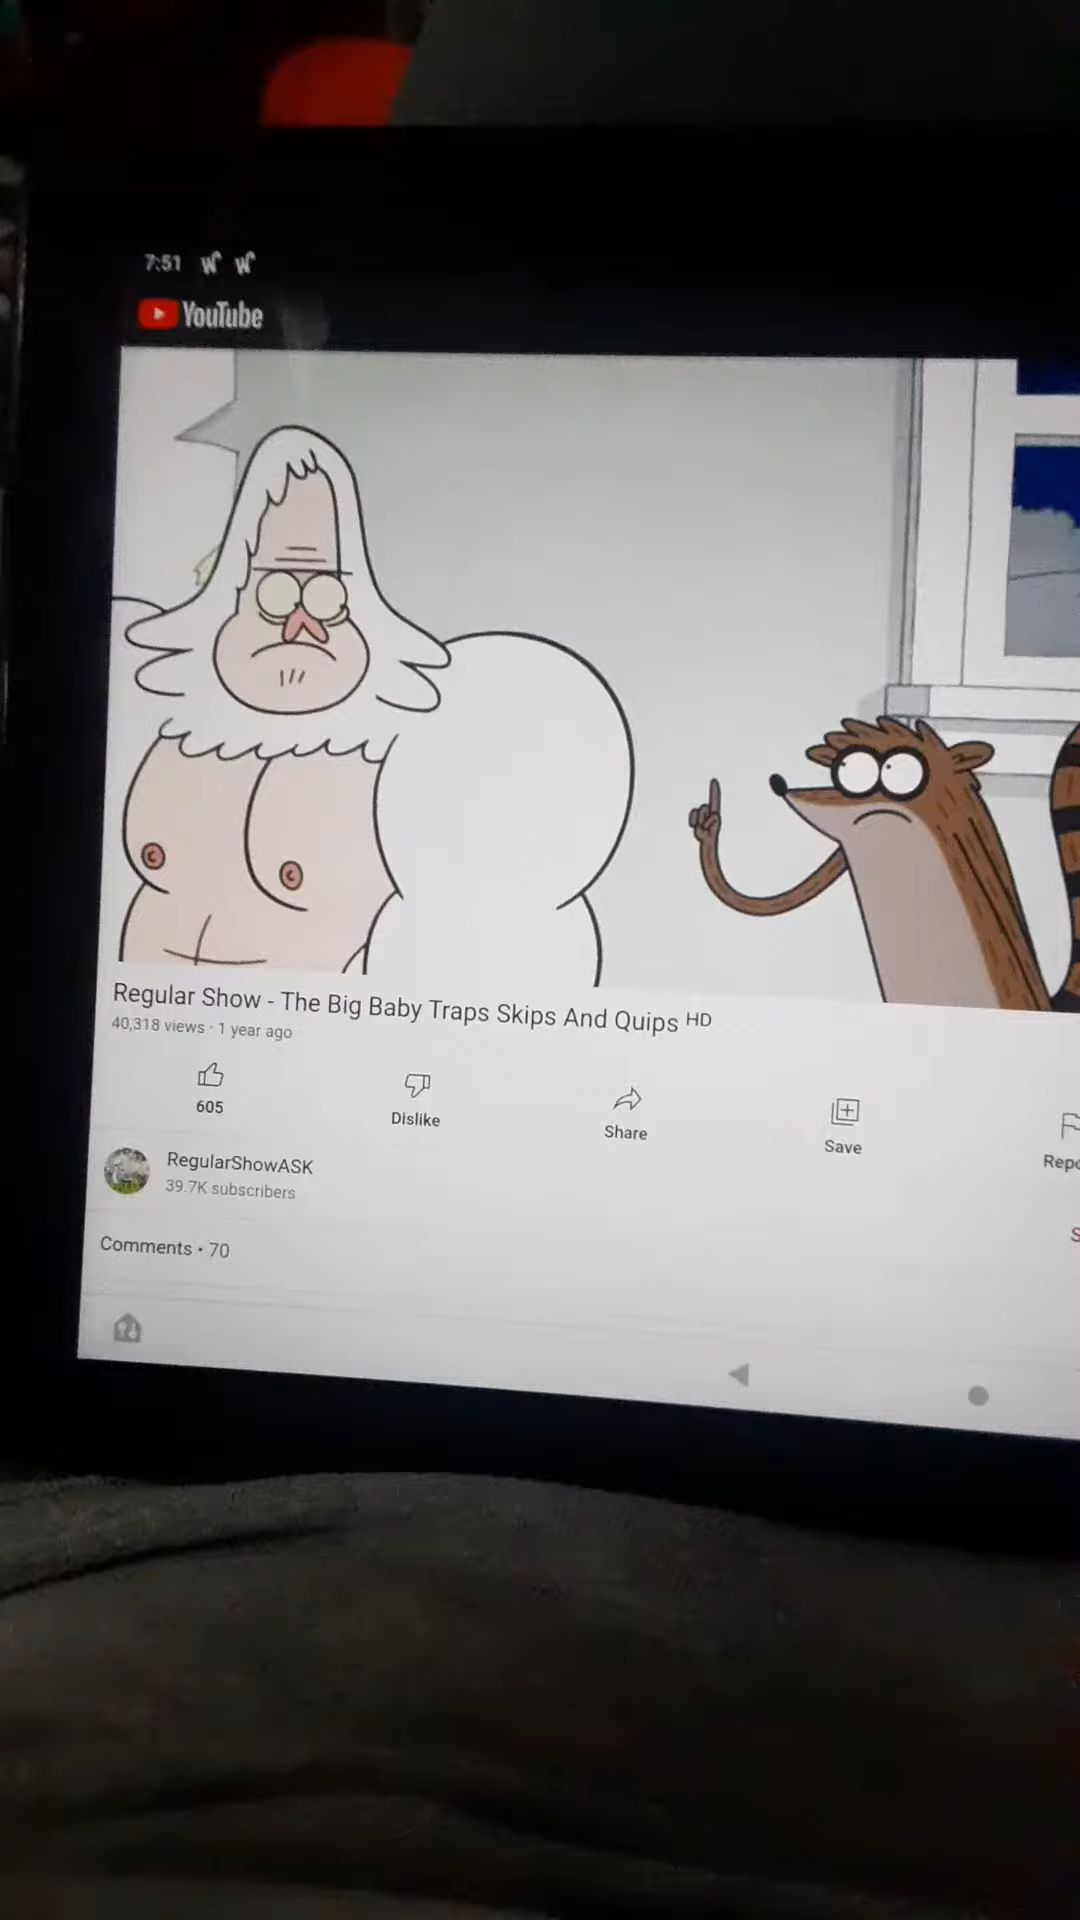 7:51
YouTube
Regular Show - The Big Baby Traps Skips And Quips HD
40,318 views · 1 year ago
605
Dislike
Share
Save
Repo
RegularShowASK
39.7K subscribers
S
Comments · 70